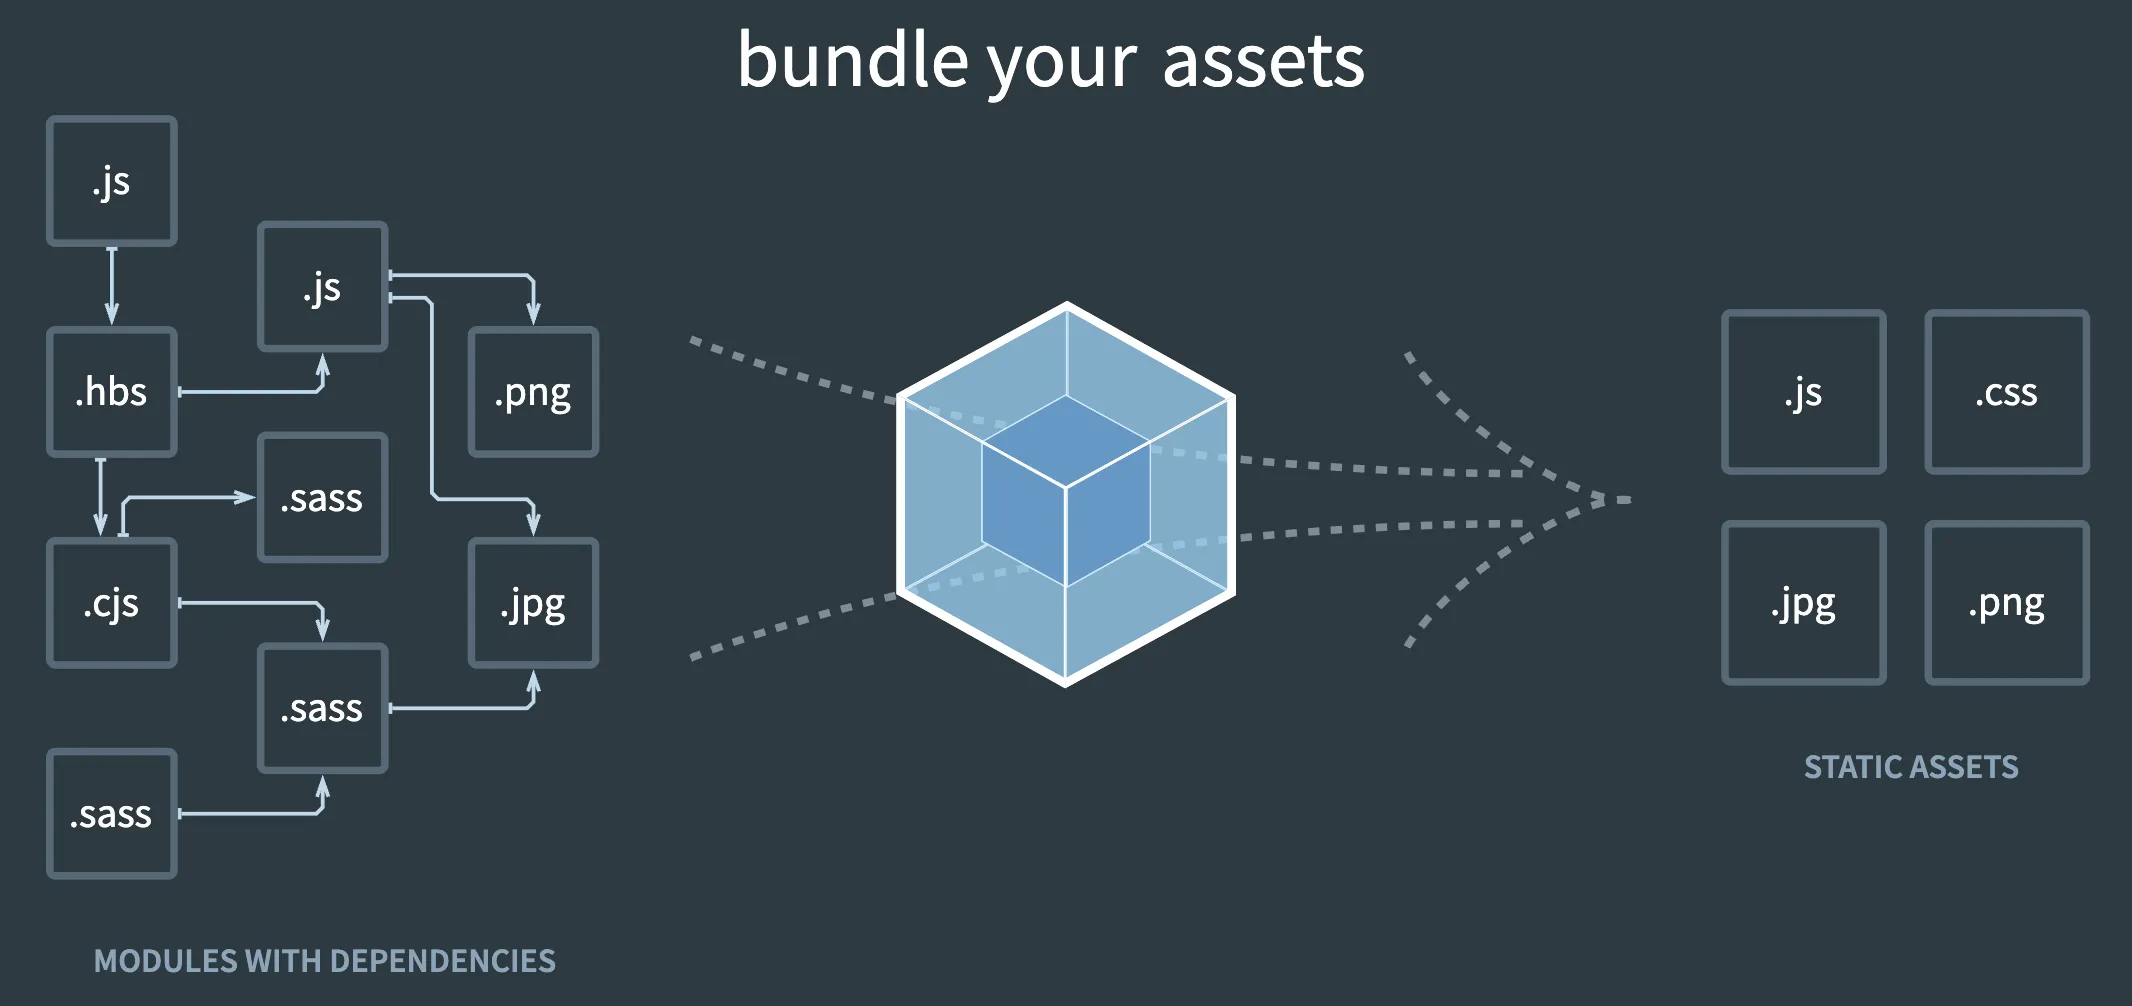 bundle your assets
.js
.js
.hbs
.png
.sass
.cjs
.jpg
.sass
.sass
MODULES WITH DEPENDENCIES
.js
.css
.jpg
.png
STATIC ASSETS